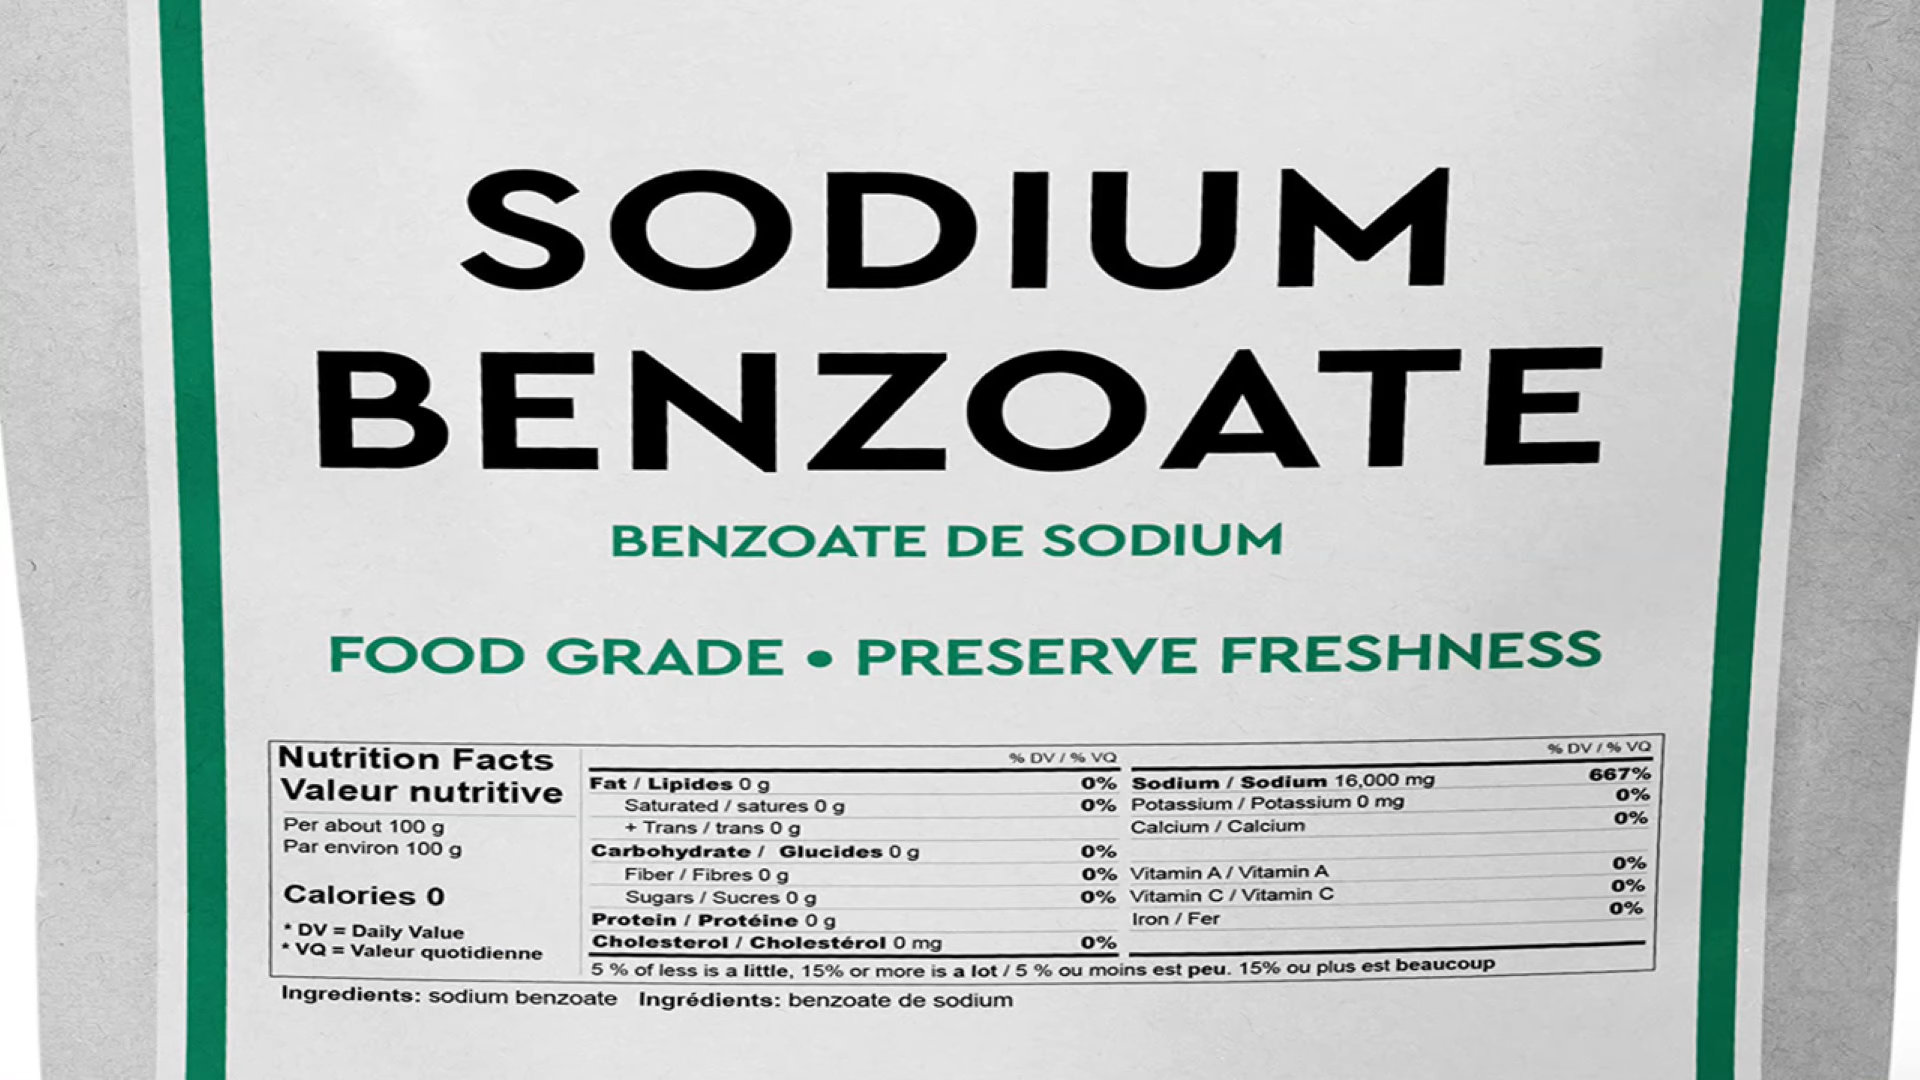 SODIUM
BENZOATE
BENZOATE DE SODIUM
FOOD GRADE • PRESERVE FRESHNESS
Nutrition Facts
Valeur nutritive
Per about 100 g
Par environ 100 g
Calories 0
* DV = Daily Value
* VQ = Valeur quotidienne
% DV / % VQ
Fat / Lipides 0 g 0%
Saturated / satures 0 g 0%
+ Trans / trans 0 g
Carbohydrate / Glucides 0 g 0%
Fiber / Fibres 0 g 0%
Sugars / Sucres 0 g 0%
Protein / Protéine 0 g
Cholesterol / Cholestérol 0 mg 0%
% DV / % VQ
Sodium / Sodium 16,000 mg 667%
Potassium / Potassium 0 mg 0%
Calcium / Calcium 0%
Vitamin A / Vitamin A 0%
Vitamin C / Vitamin C 0%
Iron / Fer 0%
5 % of less is a little, 15% or more is a lot / 5 % ou moins est peu. 15% ou plus est beaucoup
Ingredients: sodium benzoate Ingrédients: benzoate de sodium